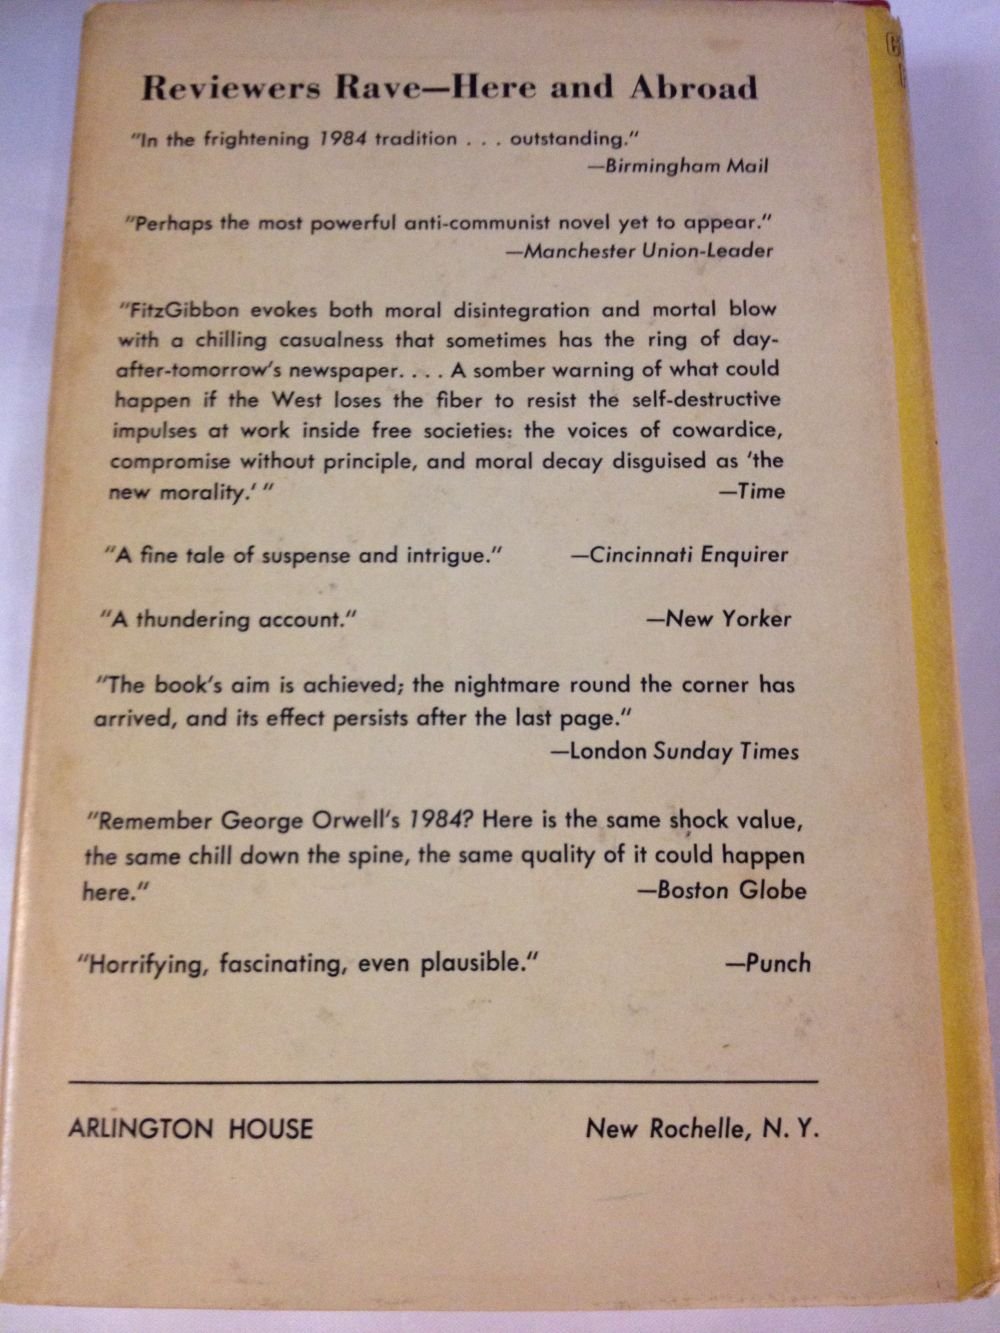 Reviewers Rave—Here and Abroad
"In the frightening 1984 tradition . . . outstanding."
—Birmingham Mail
"Perhaps the most powerful anti-communist novel yet to appear."
—Manchester Union-Leader
"FitzGibbon evokes both moral disintegration and mortal blow
with a chilling casualness that sometimes has the ring of day-
after-tomorrow's newspaper. . . . A somber warning of what could
happen if the West loses the fiber to resist the self-destructive
impulses at work inside free societies: the voices of cowardice,
compromise without principle, and moral decay disguised as 'the
new morality.' " —Time
"A fine tale of suspense and intrigue." —Cincinnati Enquirer
"A thundering account." —New Yorker
"The book's aim is achieved; the nightmare round the corner has
arrived, and its effect persists after the last page."
—London Sunday Times
"Remember George Orwell's 1984? Here is the same shock value,
the same chill down the spine, the same quality of it could happen
here." —Boston Globe
"Horrifying, fascinating, even plausible." —Punch
ARLINGTON HOUSE New Rochelle, N. Y.